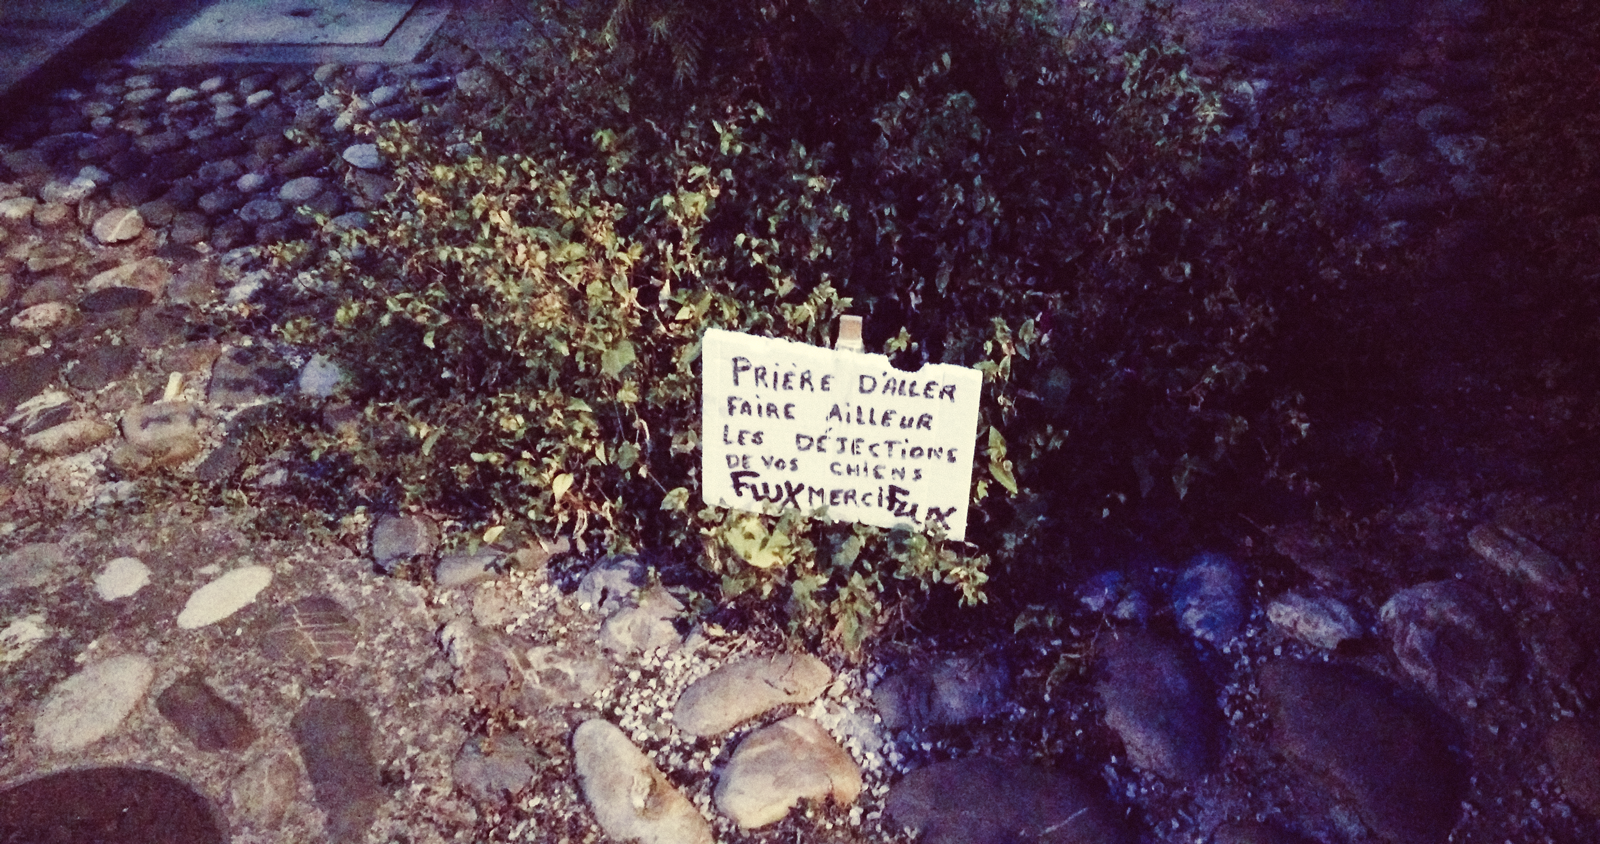 PRIÈRE D'ALLER
FAIRE AILLEUR
LES DÉJECTIONS
DE VOS CHIENS
FLUX MERCI FLUX